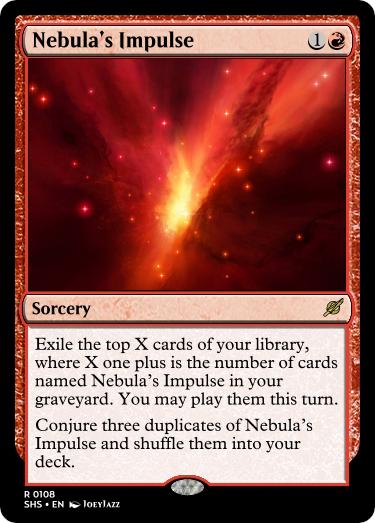 Nebula's Impulse
1
Sorcery
Exile the top X cards of your library,
where X one plus is the number of cards
named Nebula's Impulse in your
graveyard. You may play them this turn.
Conjure three duplicates of Nebula's
Impulse and shuffle them into your
deck.
R 0108
SHS • EN JoeyJazz